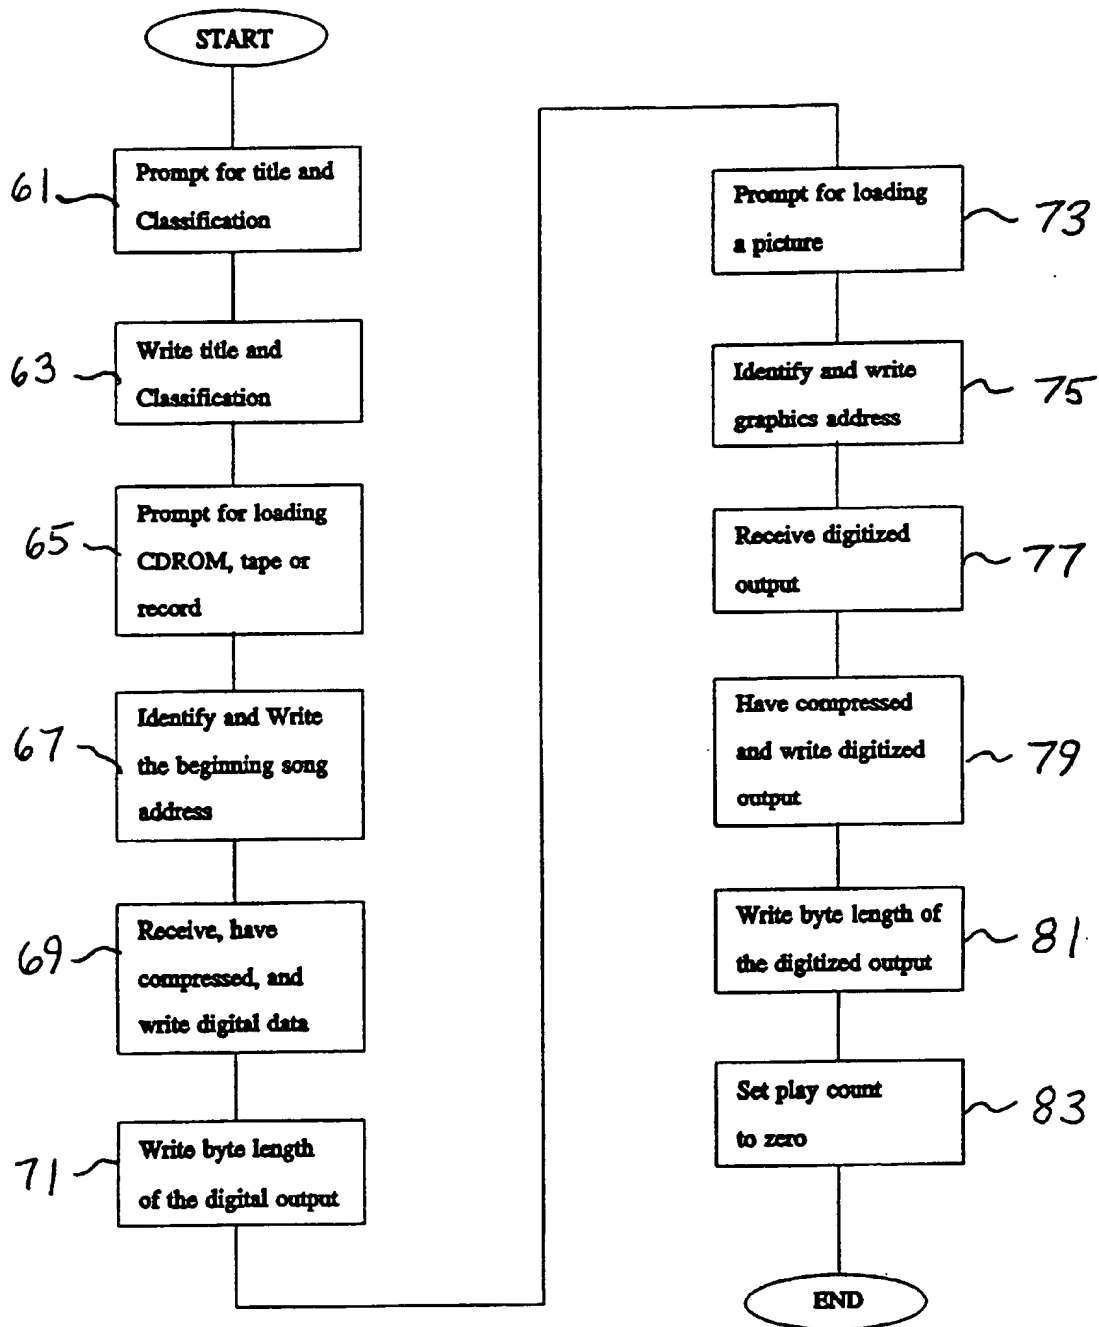 START
61
Prompt for title and
Classification
63
Write title and
Classification
65
Prompt for loading
CDROM, tape or
record
67
Identify and Write
the beginning song
address
69
Receive, have
compressed, and
write digital data
71
Write byte length
of the digital output
Prompt for loading
a picture
73
Identify and write
graphics address
75
Receive digitized
output
77
Have compressed
and write digitized
output
79
Write byte length of
the digitized output
81
Set play count
to zero
83
END